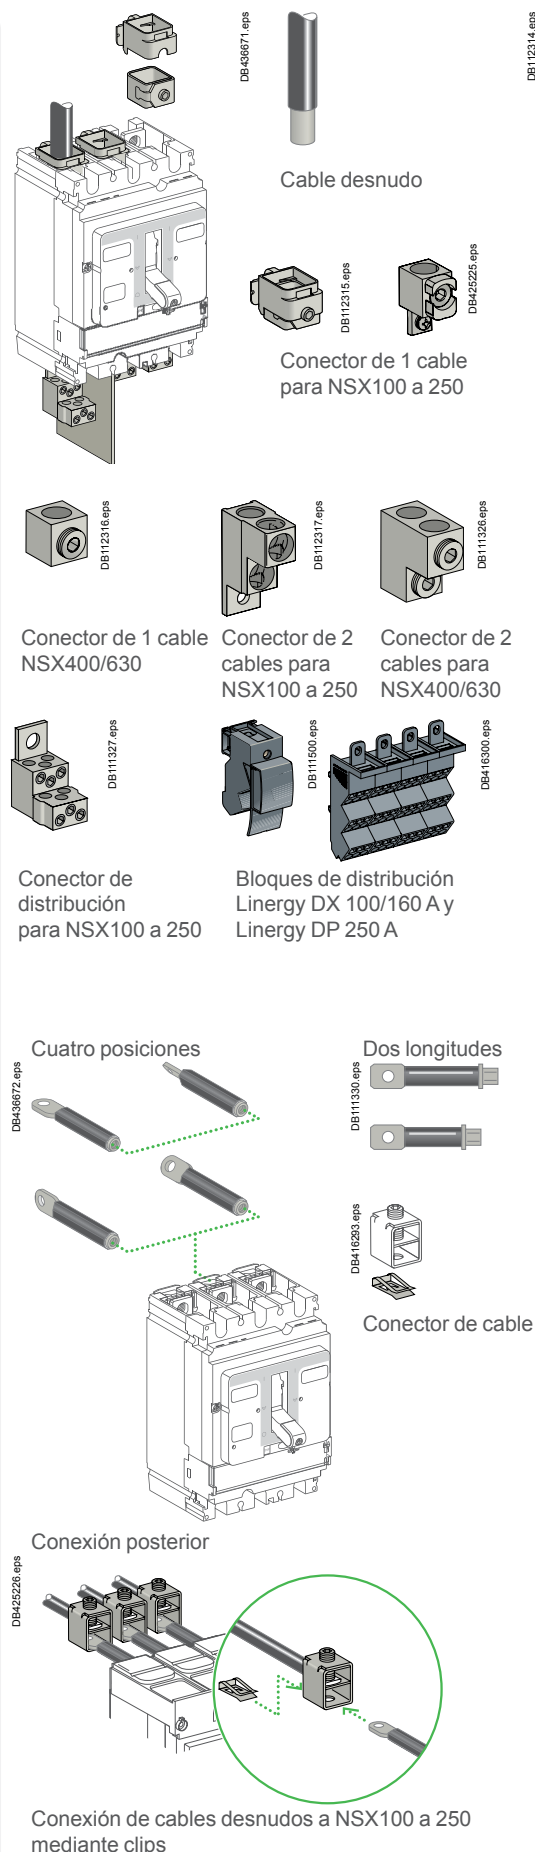 DB436671.eps
DB112314.eps
Cable desnudo
DB112315.eps
DB425225.eps
Conector de 1 cable
para NSX100 a 250
DB112316.eps
DB112317.eps
DB111326.eps
Conector de 1 cable
NSX400/630
Conector de 2
cables para
NSX100 a 250
Conector de 2
cables para
NSX400/630
DB111327.eps
DB111500.eps
DB416300.eps
Conector de
distribución
para NSX100 a 250
Bloques de distribución
Linergy DX 100/160 A y
Linergy DP 250 A
Cuatro posiciones
Dos longitudes
DB436672.eps
DB111330.eps
DB416293.eps
Conector de cable
Conexión posterior
DB425226.eps
Conexión de cables desnudos a NSX100 a 250
mediante clips